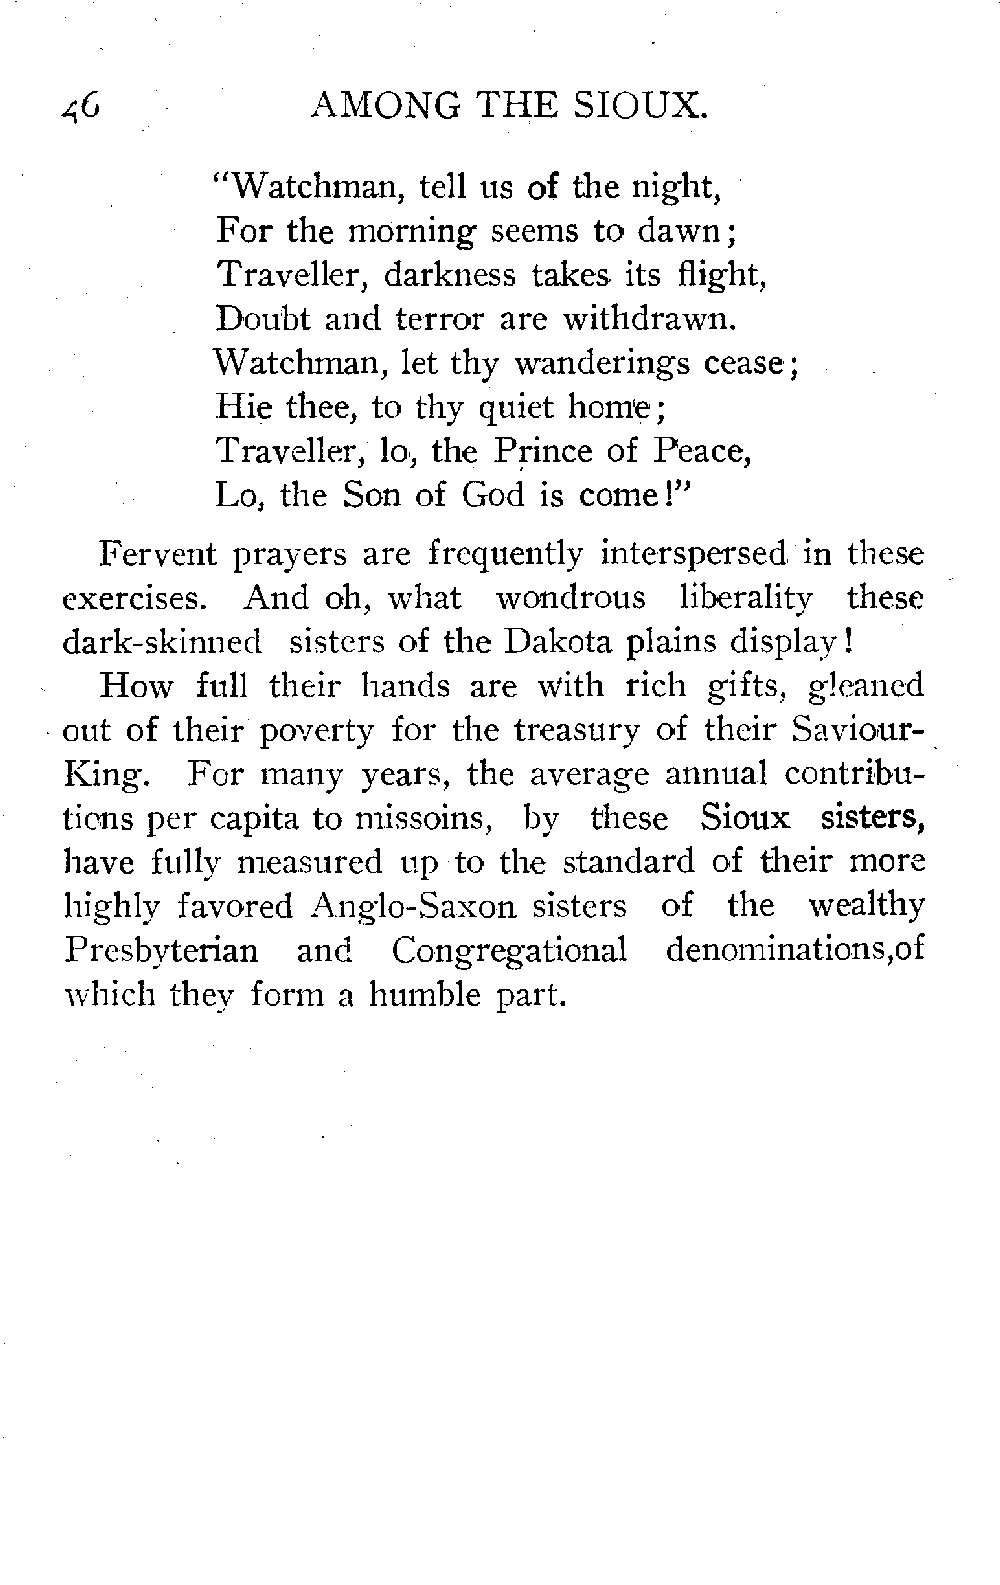 46 AMONG THE SIOUX.
"Watchman, tell us of the night,
For the morning seems to dawn;
Traveller, darkness takes its flight,
Doubt and terror are withdrawn.
Watchman, let thy wanderings cease;
Hie thee, to thy quiet home;
Traveller, lo, the Prince of Peace,
Lo, the Son of God is come!"
Fervent prayers are frequently interspersed in these
exercises. And oh, what wondrous liberality these
dark-skinned sisters of the Dakota plains display!
How full their hands are with rich gifts, gleaned
out of their poverty for the treasury of their Saviour-
King. For many years, the average annual contribu-
tions per capita to missoins, by these Sioux sisters,
have fully measured up to the standard of their more
highly favored Anglo-Saxon sisters of the wealthy
Presbyterian and Congregational denominations,of
which they form a humble part.